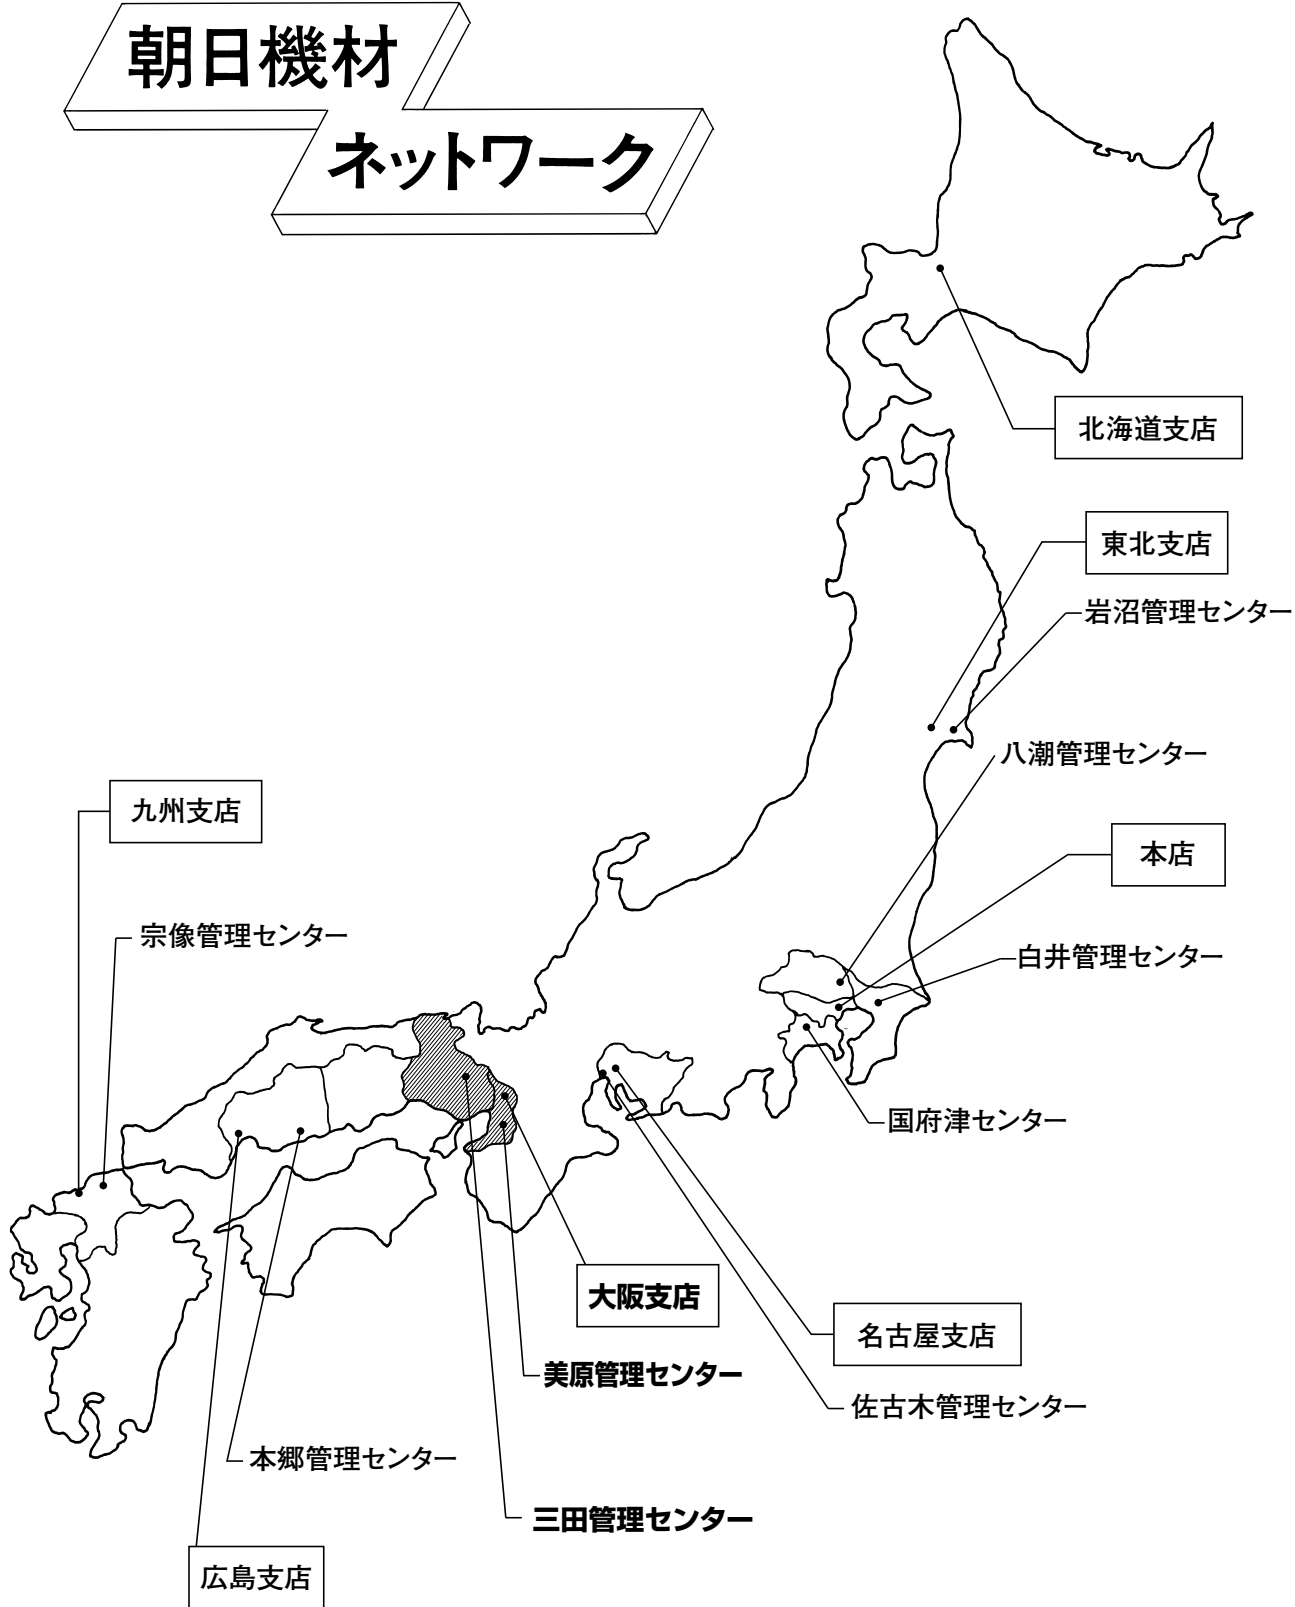 朝日機材
ネットワーク
北海道支店
東北支店
岩沼管理センター
八潮管理センター
九州支店
本店
宗像管理センター
白井管理センター
国府津センター
大阪支店
名古屋支店
美原管理センター
佐古木管理センター
本郷管理センター
三田管理センター
広島支店